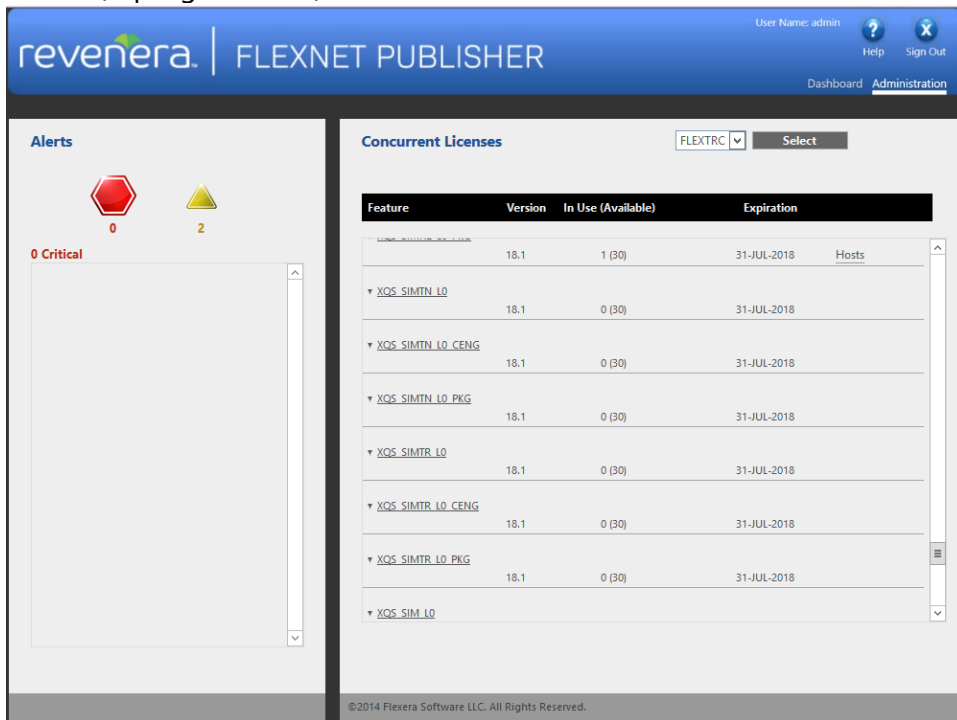 User Name: admin
Help
Sign Out
revenera. FLEXNET PUBLISHER
Dashboard Administration
Alerts
0
2
0 Critical
Concurrent Licenses
FLEXTRC
Select
Feature Version In Use (Available) Expiration
18.1 1 (30) 31-JUL-2018 Hosts
XQS SIMTN L0
18.1 0 (30) 31-JUL-2018
XQS SIMTN L0 CENG
18.1 0 (30) 31-JUL-2018
XQS SIMTN L0 PKG
18.1 0 (30) 31-JUL-2018
XQS SIMTR L0
18.1 0 (30) 31-JUL-2018
XQS SIMTR L0 CENG
18.1 0 (30) 31-JUL-2018
XQS SIMTR L0 PKG
18.1 0 (30) 31-JUL-2018
XQS SIM L0
©2014 Flexera Software LLC. All Rights Reserved.